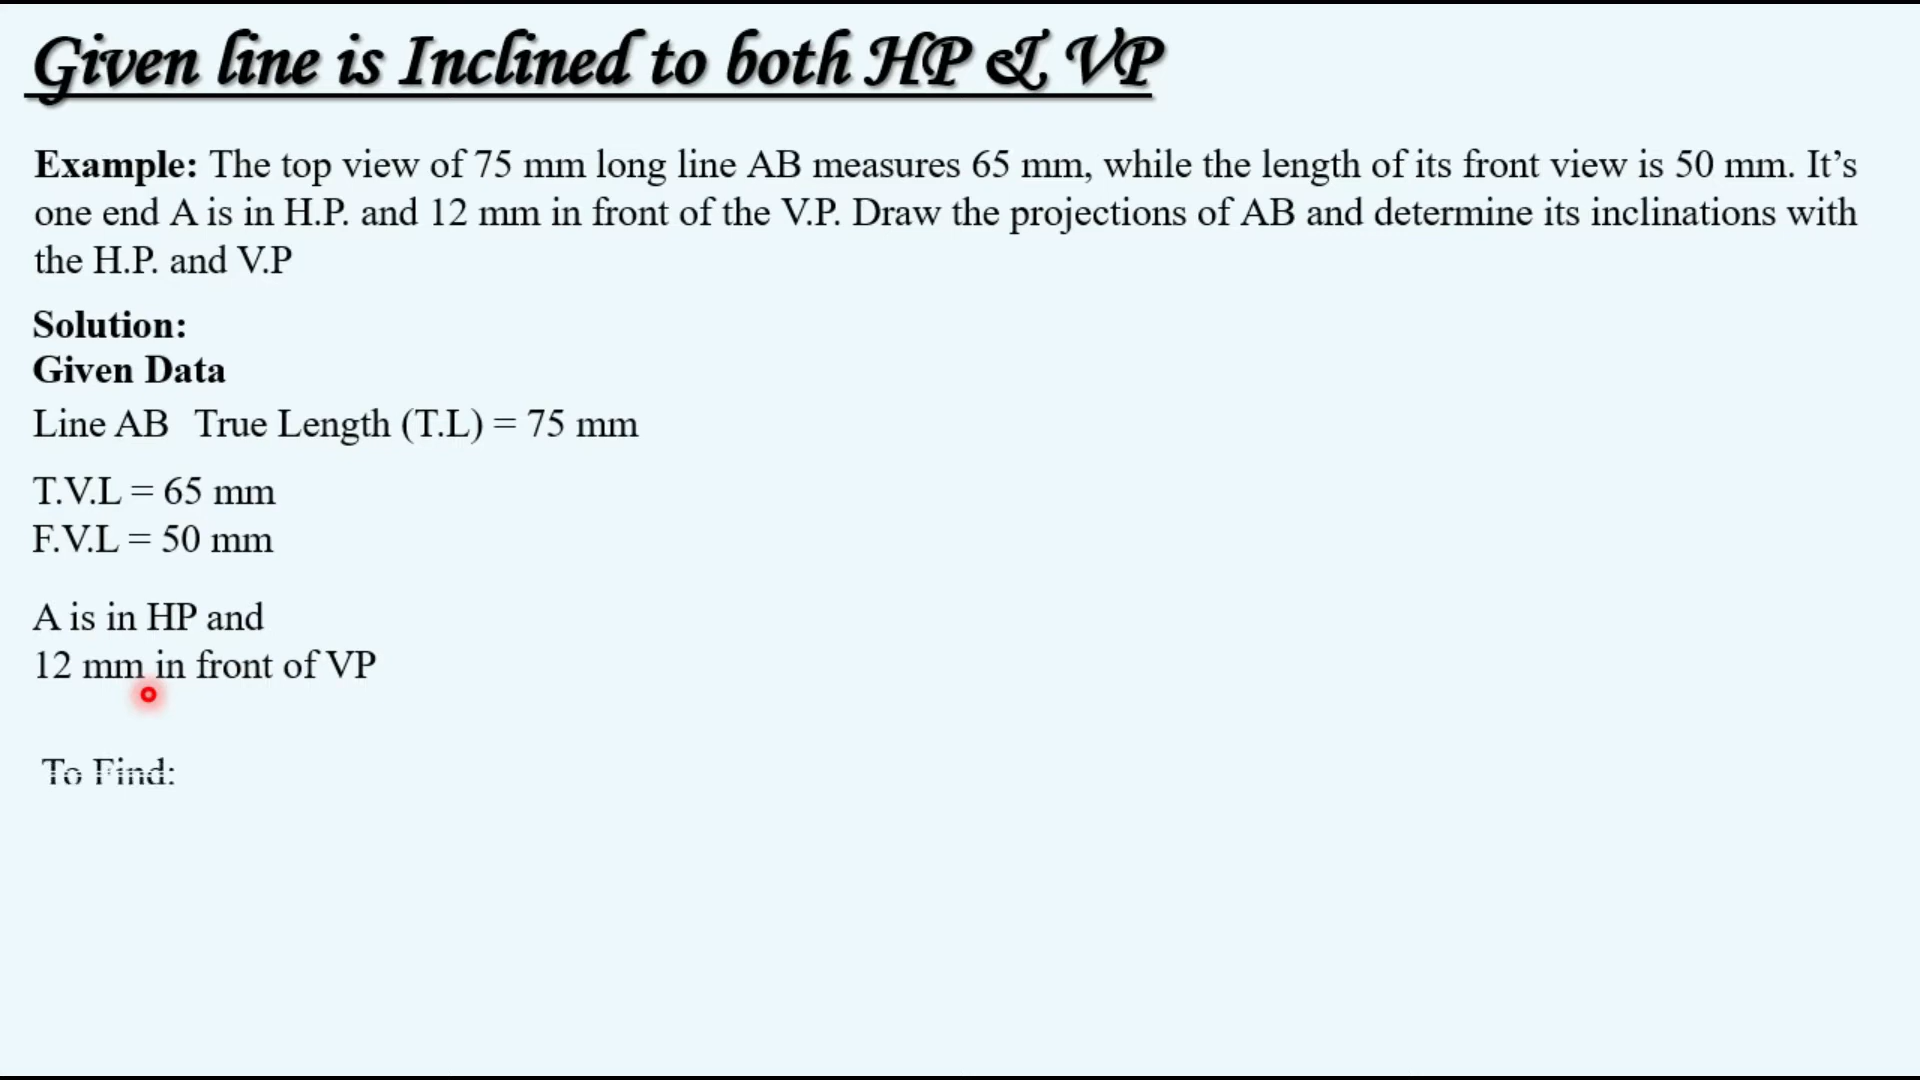 Given line is Inclined to both HP & VP
Example: The top view of 75 mm long line AB measures 65 mm, while the length of its front view is 50 mm. It’s
one end A is in H.P. and 12 mm in front of the V.P. Draw the projections of AB and determine its inclinations with
the H.P. and V.P
Solution:
Given Data
Line AB True Length (T.L) = 75 mm
T.V.L = 65 mm
F.V.L = 50 mm
A is in HP and
12 mm in front of VP
To Find: